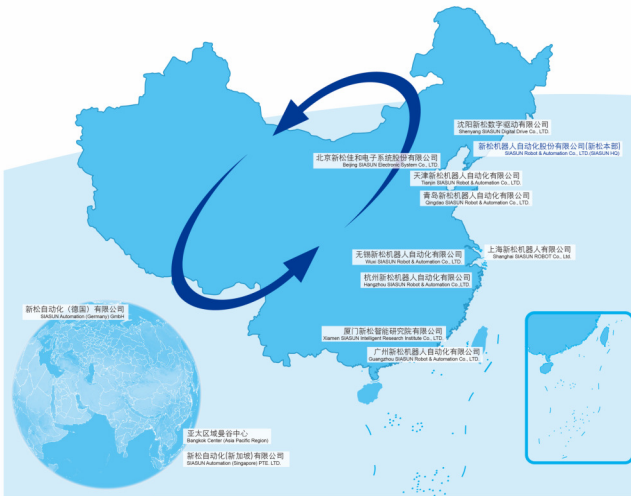 沈阳新松数字驱动有限公司
Shenyang SIASUN Digital Drive Co., LTD.
新松机器人自动化股份有限公司(新松本部)
SIASUN Robot & Automation Co., LTD.(SIASUN HQ)
北京新松佳和电子系统股份有限公司
Beijing SIASUN Electronic System Co., LTD.
天津新松机器人自动化有限公司
Tianjin SIASUN Robot & Automation Co., LTD.
青岛新松机器人自动化有限公司
Qingdao SIASUN Robot & Automation Co., LTD.
上海新松机器人有限公司
Shanghai SIASUN ROBOT Co., Ltd.
无锡新松机器人自动化有限公司
Wuxi SIASUN Robot & Automation Co., LTD.
杭州新松机器人自动化有限公司
Hangzhou SIASUN Robot & Automation Co.,LTD.
新松自动化（德国）有限公司
SIASUN Automation (Germany) GmbH
厦门新松智能研究院有限公司
Xiamen SIASUN Intelligent Research Institute Co., LTD.
广州新松机器人自动化有限公司
Guangzhou SIASUN Robot & Automation Co., LTD.
亚太区域曼谷中心
Bangkok Center (Asia Pacific Region)
新松自动化(新加坡)有限公司
SIASUN Automation (Singapore) PTE. LTD.